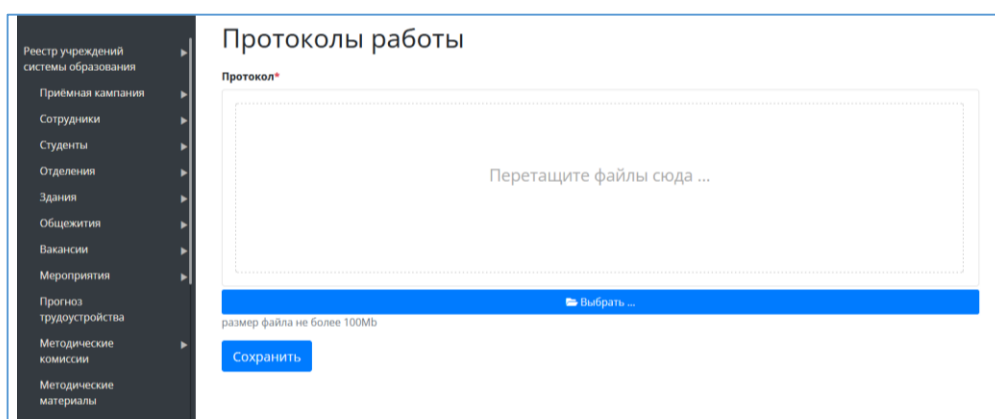 Реестр учреждений
системы образования
Приёмная кампания
Сотрудники
Студенты
Отделения
Здания
Общежития
Вакансии
Мероприятия
Прогноз
трудоустройства
Методические
комиссии
Методические
материалы
Протоколы работы
Протокол*
Перетащите файлы сюда ...
Выбрать ...
размер файла не более 100Mb
Сохранить